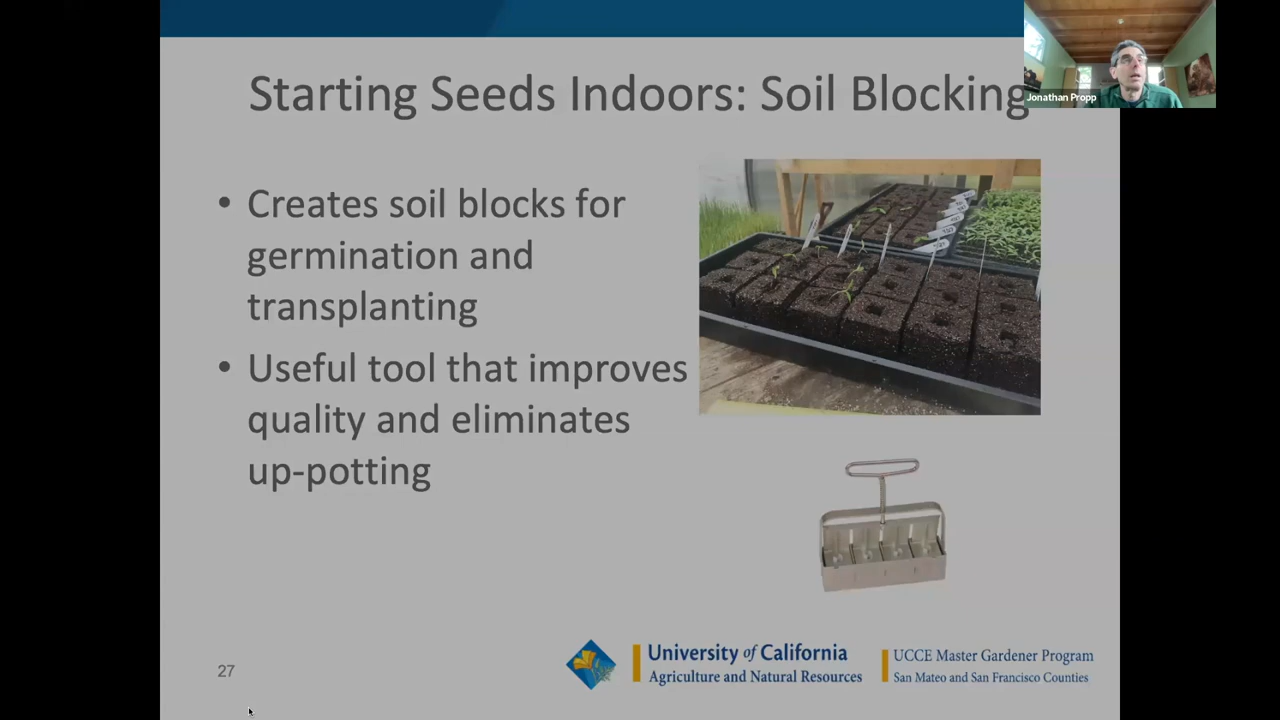 Starting Seeds Indoors: Soil Blocking
Jonathan Propp
• Creates soil blocks for
germination and
transplanting
• Useful tool that improves
quality and eliminates
up-potting
27
University of California
Agriculture and Natural Resources
UCCE Master Gardener Program
San Mateo and San Francisco Counties